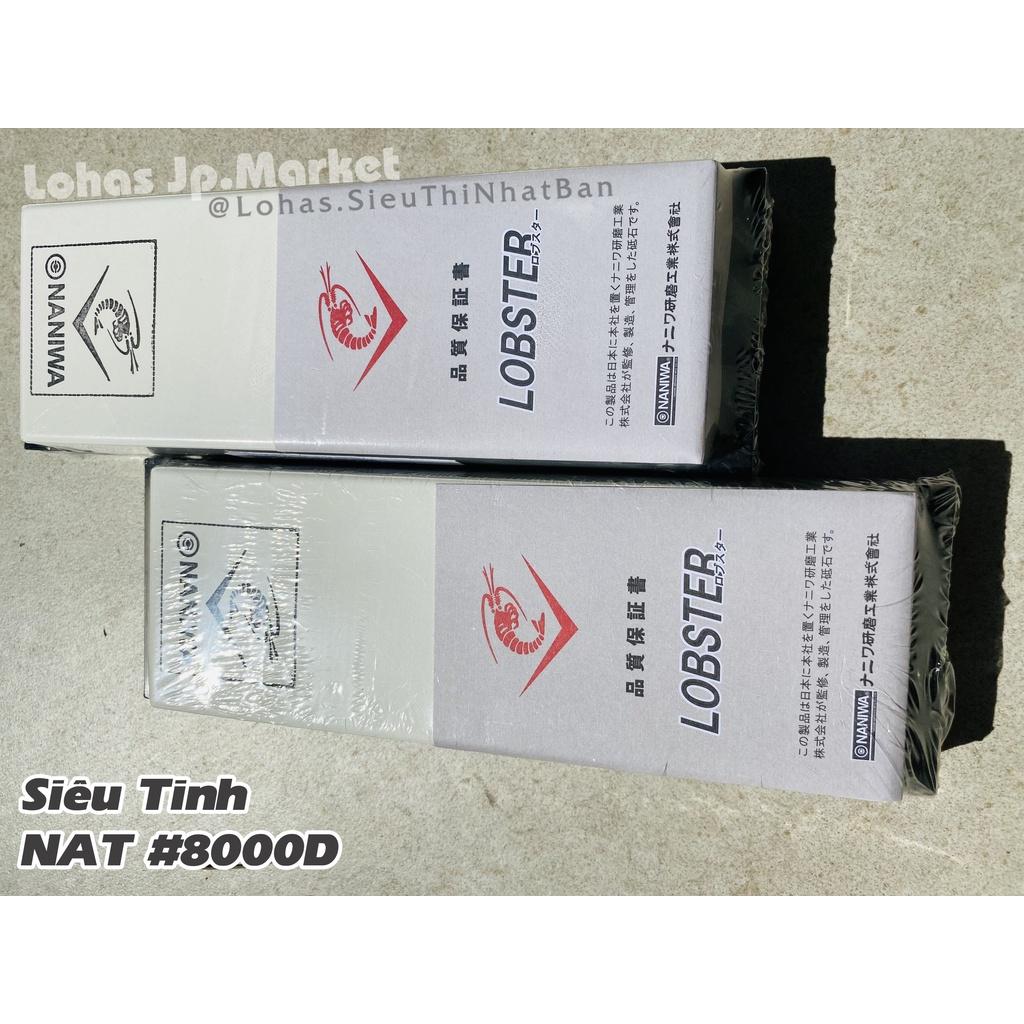 Lohas Jp.Market
@Lohas.SieuThiNhatBan
NANIWA
品質保証書
LOBSTER
ロブスター
この製品は日本に本社を置くナニワ研磨工業
株式会社が監修、製造、管理をした砥石です。
NANIWA ナニワ研磨工業株式會社
NANIWA
品質保証書
LOBSTER
ロブスター
この製品は日本に本社を置くナニワ研磨工業
株式会社が監修、製造、管理をした砥石です。
NANIWA ナニワ研磨工業株式會社
Siêu Tinh
NAT #8000D